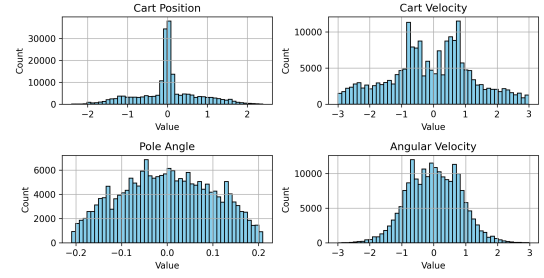 Cart Position
Count
30000
20000
10000
0
−2 −1 0 1 2
Value
Cart Velocity
Count
10000
5000
0
−3 −2 −1 0 1 2 3
Value
Pole Angle
Count
6000
4000
2000
0
−0.2 −0.1 0.0 0.1 0.2
Value
Angular Velocity
Count
10000
5000
0
−3 −2 −1 0 1 2 3
Value